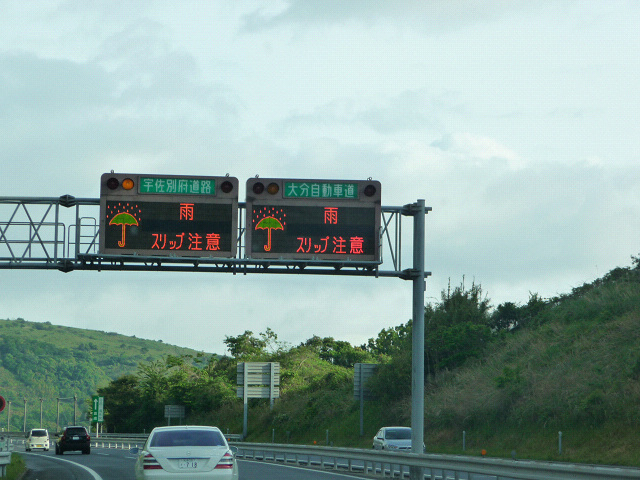 宇佐別府道路
雨
スリップ注意
大分自動車道
雨
スリップ注意